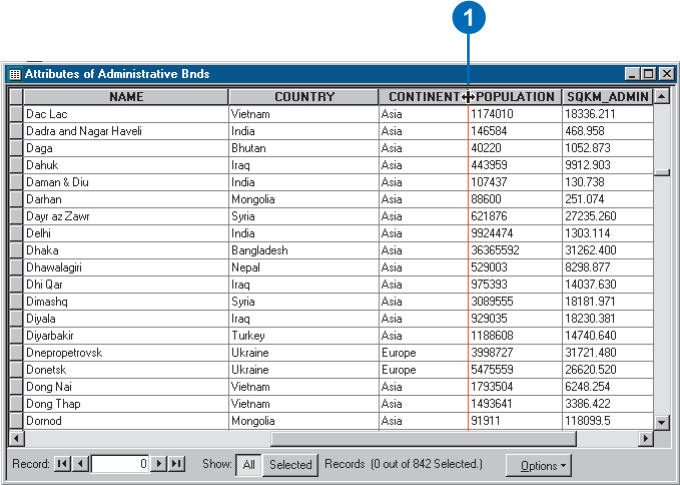 1
Attributes of Administrative Bnds
NAME COUNTRY CONTINENT POPULATION SQKM_ADMIN
Dac Lac Vietnam Asia 1174010 18336.211
Dadra and Nagar Haveli India Asia 146584 468.958
Daga Bhutan Asia 40220 1052.873
Dahuk Iraq Asia 443959 9912.903
Daman & Diu India Asia 107437 130.738
Darhan Mongolia Asia 88600 251.074
Dayr az Zawr Syria Asia 621876 27235.260
Delhi India Asia 9924474 1303.114
Dhaka Bangladesh Asia 36365592 31262.400
Dhawalagiri Nepal Asia 529003 8298.877
Dhi Qar Iraq Asia 975393 14037.630
Dimashq Syria Asia 3089555 18181.971
Diyala Iraq Asia 929035 18230.381
Diyarbakir Turkey Asia 1188608 14740.640
Dnepropetrovsk Ukraine Europe 3998727 31721.480
Donetsk Ukraine Europe 5475559 26620.520
Dong Nai Vietnam Asia 1793504 6248.254
Dong Thap Vietnam Asia 1493641 3386.422
Dornod Mongolia Asia 91911 118099.5
Record: 0 Show: All Selected Records (0 out of 842 Selected.) Options